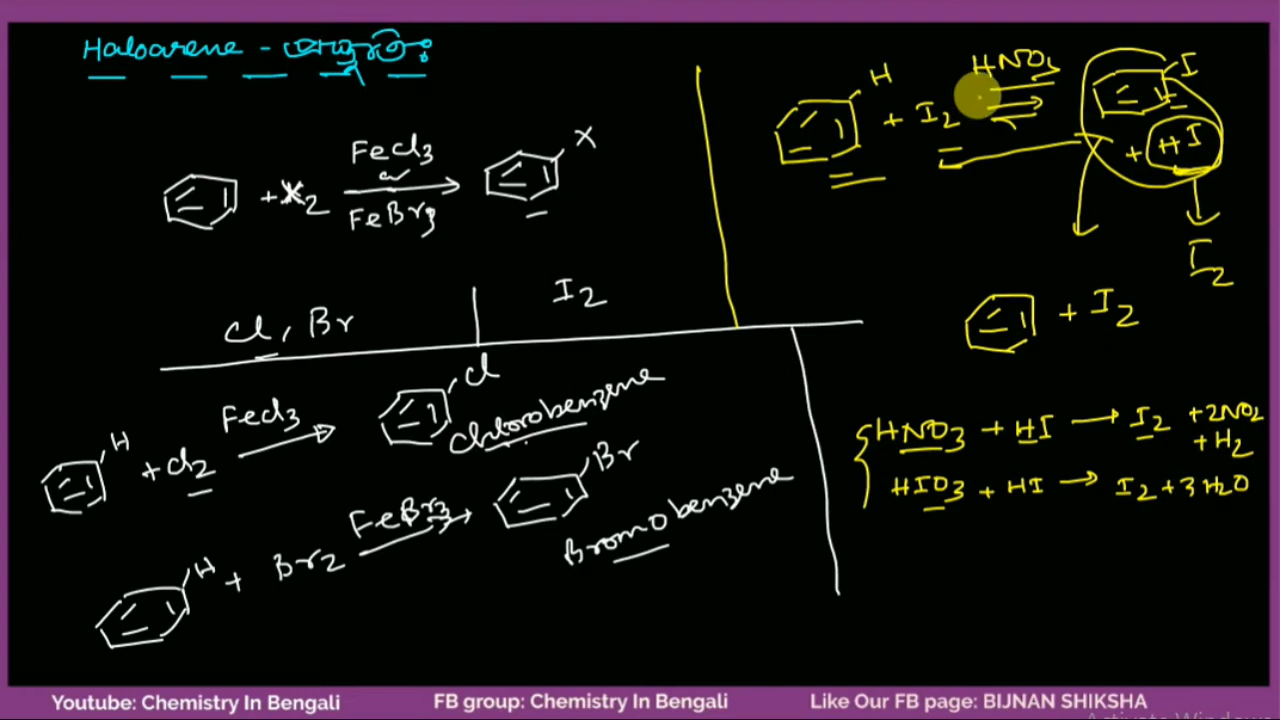 Haloarene - প্রস্তুতি :
FeCl3
or
+ X2
FeBr3
X
Cl, Br
I2
H
+ Cl2
FeCl3
Cl
Chlorobenzene
H
+ Br2
FeBr3
Br
Bromobenzene
H
+ I2
HNO3
I
+ HI
I2
+ I2
HNO3 + HI → I2 + 2NO2
+ H2
HIO3 + HI → I2 + 3H2O
Youtube: Chemistry In Bengali
FB group: Chemistry In Bengali
Like Our FB page: BIJNAN SHIKSHA